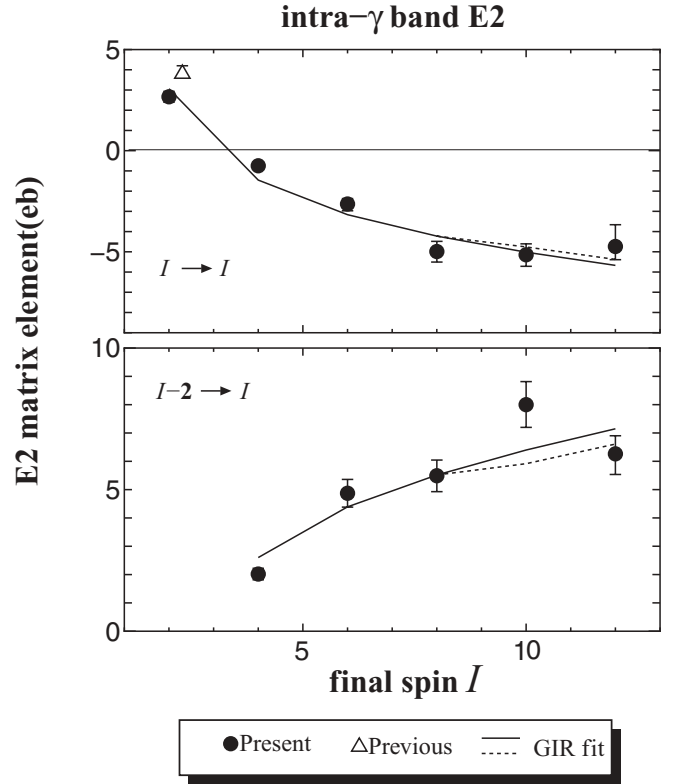 intra−γ band E2
E2 matrix element(eb)
5
0
−5
I → I
10
I−2 → I
5
0
5
10
final spin I
Present
Previous
GIR fit